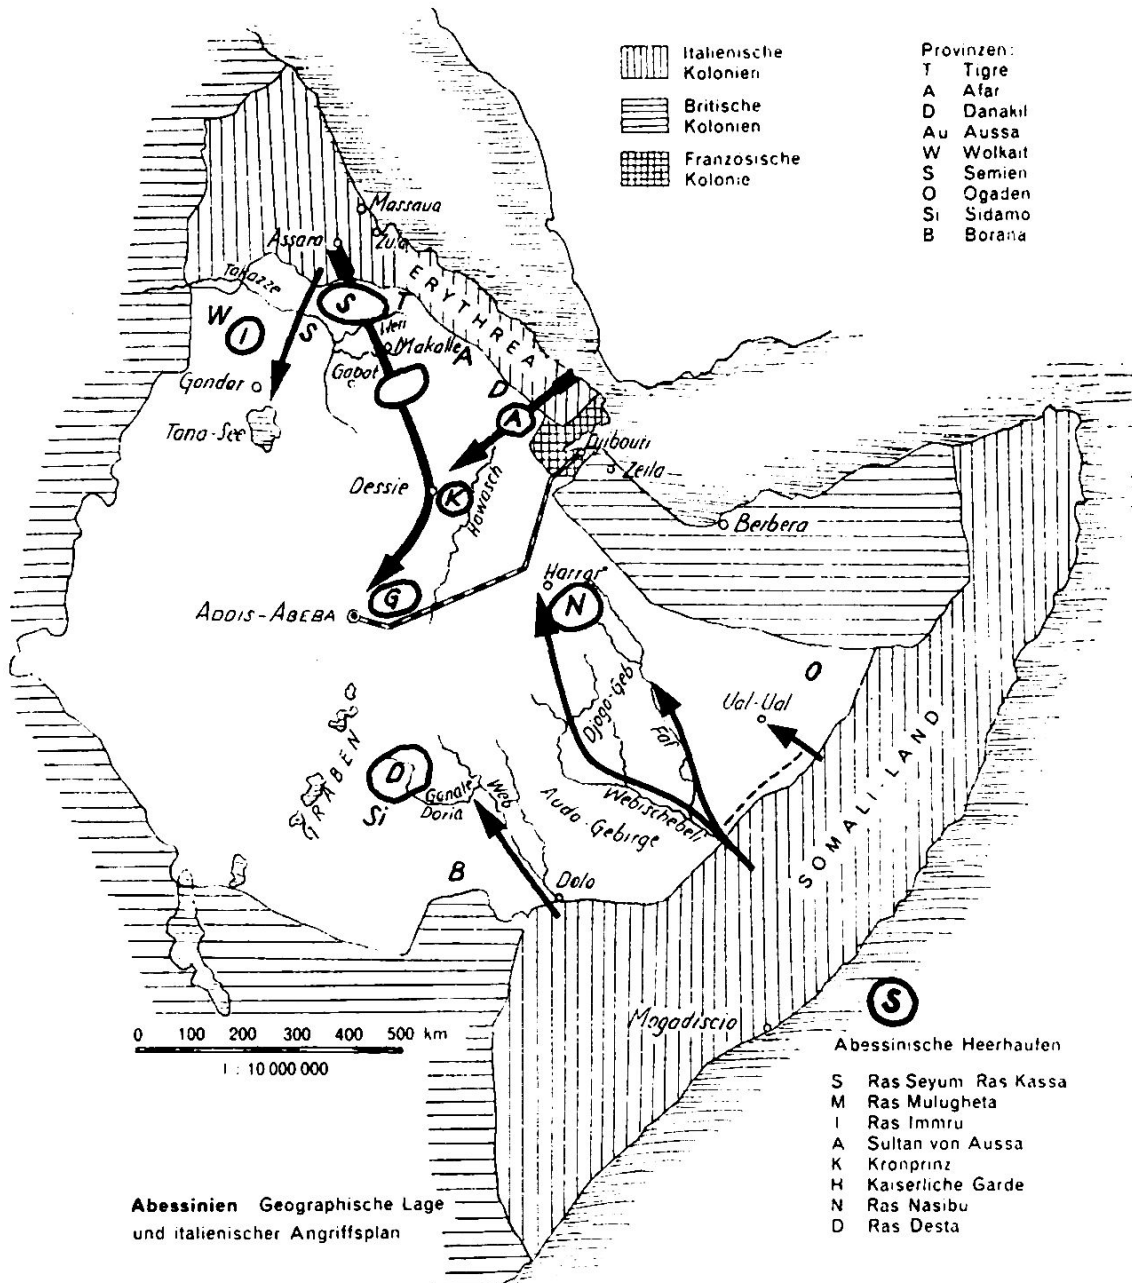 Italienische
Kolonien
Britische
Kolonien
Französische
Kolonie
Provinzen:
T Tigre
A Afar
D Danakil
Au Aussa
W Wolkait
S Semien
O Ogaden
Si Sidamo
B Borana
Massaua
Assara
Zula
Takazze
ERYTHREA
W
I
S
S
T
Makalle
A
Gabat
D
Gondar
Tana-See
A
Djibouti
Zeila
Dessie
K
Hawasch
Berbera
Harrar
G
N
ADDIS-ABEBA
O
Ual-Ual
Djogo-Geb
Faf
GRABEN
D
Si
Ganale
Doria
Web
Audo-Gebirge
Webischebeli
SOMALI-LAND
B
Dolo
Mogadiscio
S
0 100 200 300 400 500 km
1 : 10 000 000
Abessinische Heerhaufen
S Ras Seyum Ras Kassa
M Ras Mulugheta
I Ras Immru
A Sultan von Aussa
K Kronprinz
H Kaiserliche Garde
N Ras Nasibu
D Ras Desta
Abessinien Geographische Lage
und italienischer Angriffsplan